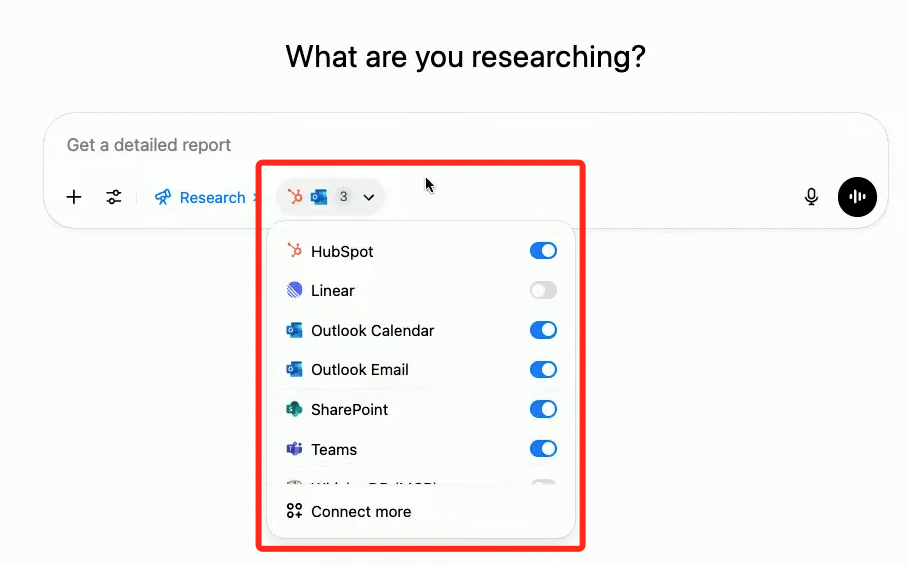 What are you researching?
Get a detailed report
Research
3
HubSpot
Linear
Outlook Calendar
Outlook Email
SharePoint
Teams
Connect more